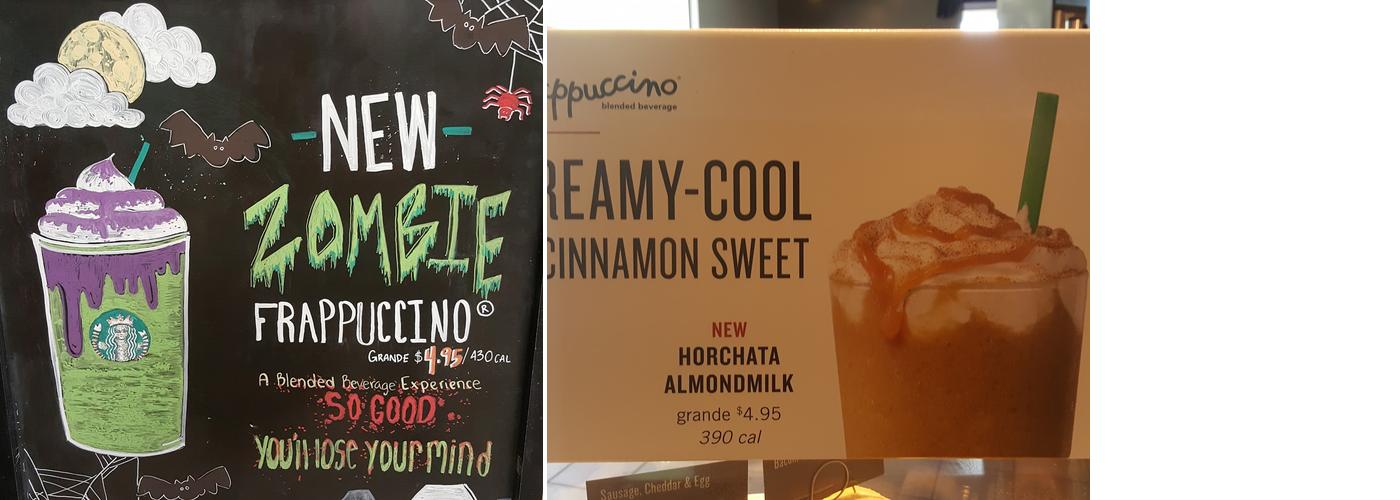 -NEW-
ZOMBIE
FRAPPUCCINO®
GRANDE $4.95/430 CAL
A Blended Beverage Experience
SO GOOD
you'll lose your mind
ppuccino®
blended beverage
REAMY-COOL
CINNAMON SWEET
NEW
HORCHATA
ALMONDMILK
grande $4.95
390 cal
Sausage, Cheddar & Egg
Bacon